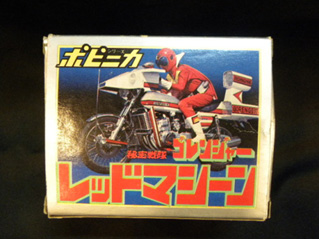 ポピニカ
秘密戦隊
ゴレンジャー
レッドマシーン